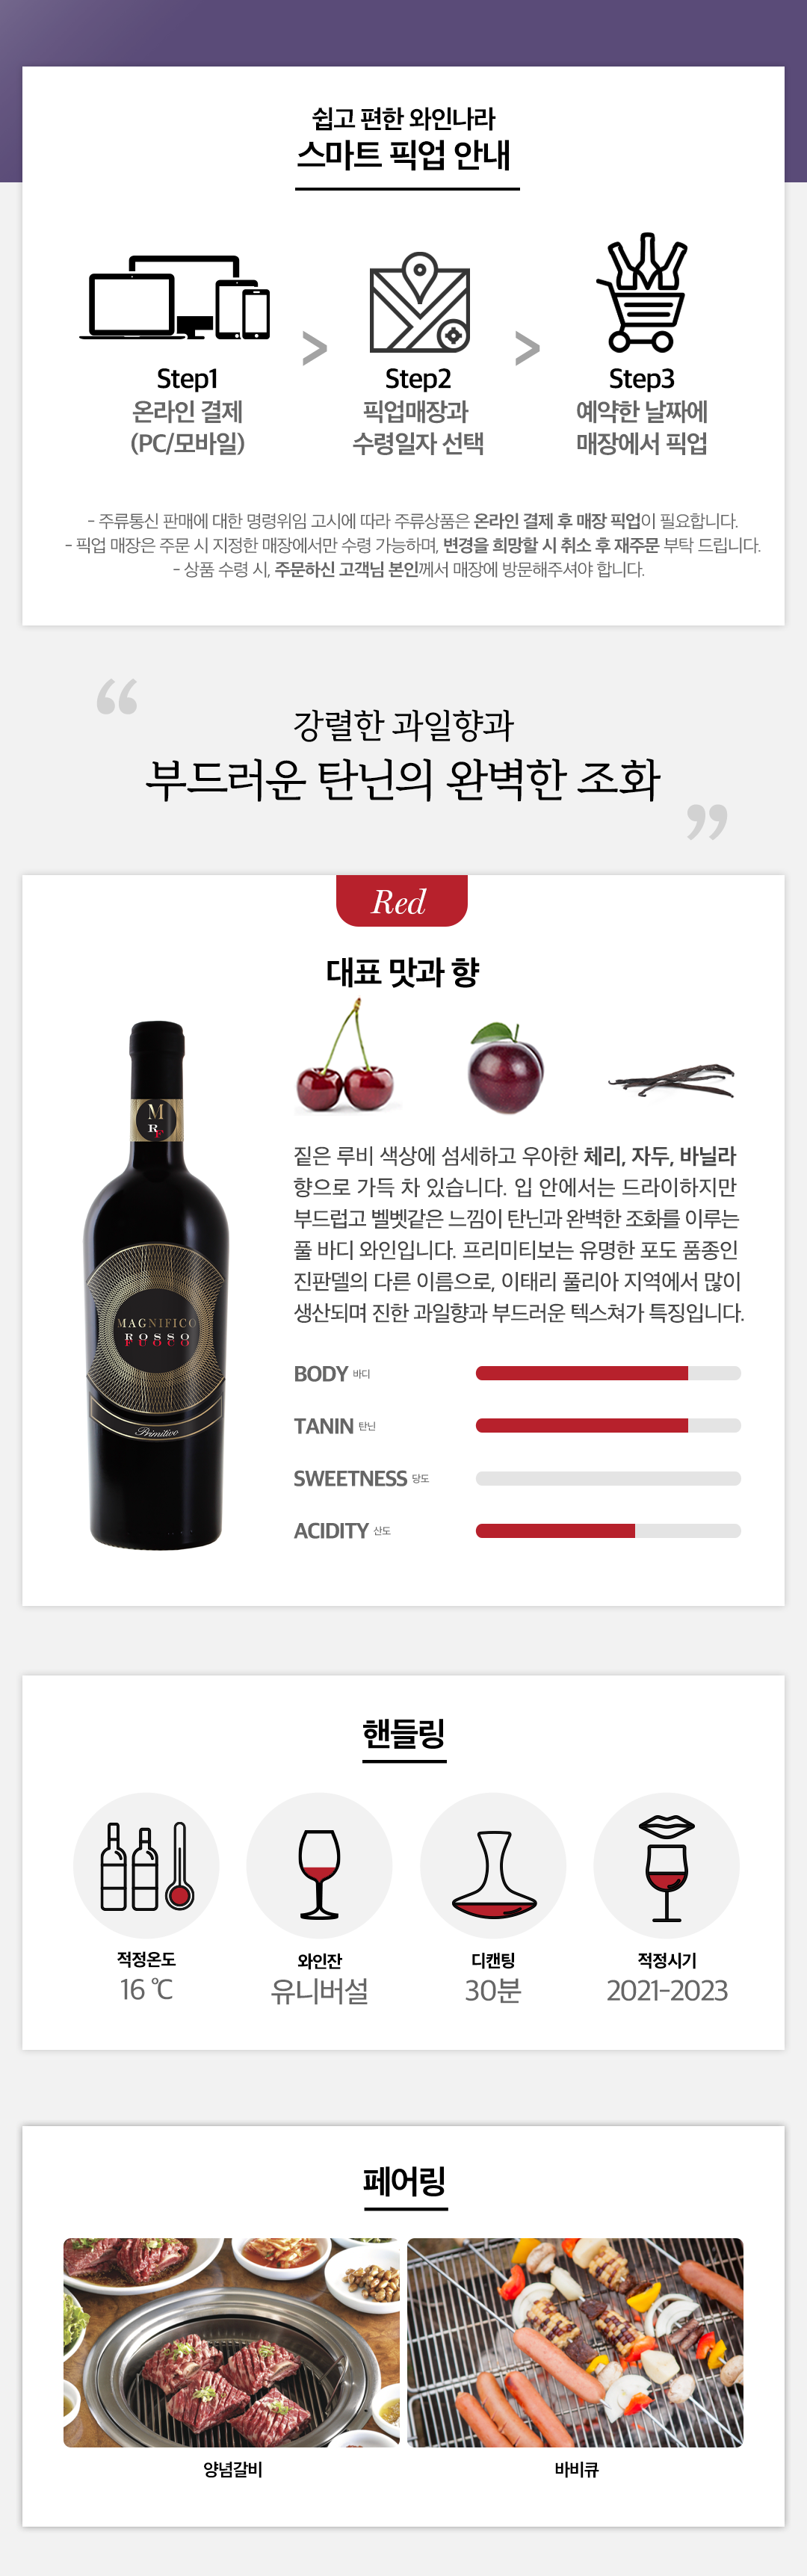 쉽고 편한 와인나라
스마트 픽업 안내
Step1
온라인 결제
(PC/모바일)
>
Step2
픽업매장과
수령일자 선택
>
Step3
예약한 날짜에
매장에서 픽업
- 주류통신 판매에 대한 명령위임 고시에 따라 주류상품은 온라인 결제 후 매장 픽업이 필요합니다.
- 픽업 매장은 주문 시 지정한 매장에서만 수령 가능하며, 변경을 희망할 시 취소 후 재주문 부탁 드립니다.
- 상품 수령 시, 주문하신 고객님 본인께서 매장에 방문해주셔야 합니다.
“
강렬한 과일향과
부드러운 탄닌의 완벽한 조화
”
Red
대표 맛과 향
M
RF
MAGNIFICO
ROSSO
FUOCO
Primitivo
짙은 루비 색상에 섬세하고 우아한 체리, 자두, 바닐라
향으로 가득 차 있습니다. 입 안에서는 드라이하지만
부드럽고 벨벳같은 느낌이 탄닌과 완벽한 조화를 이루는
풀 바디 와인입니다. 프리미티보는 유명한 포도 품종인
진판델의 다른 이름으로, 이태리 풀리아 지역에서 많이
생산되며 진한 과일향과 부드러운 텍스쳐가 특징입니다.
BODY 바디
TANIN 탄닌
SWEETNESS 당도
ACIDITY 산도
핸들링
적정온도
16 ℃
와인잔
유니버설
디캔팅
30분
적정시기
2021-2023
페어링
양념갈비
바비큐